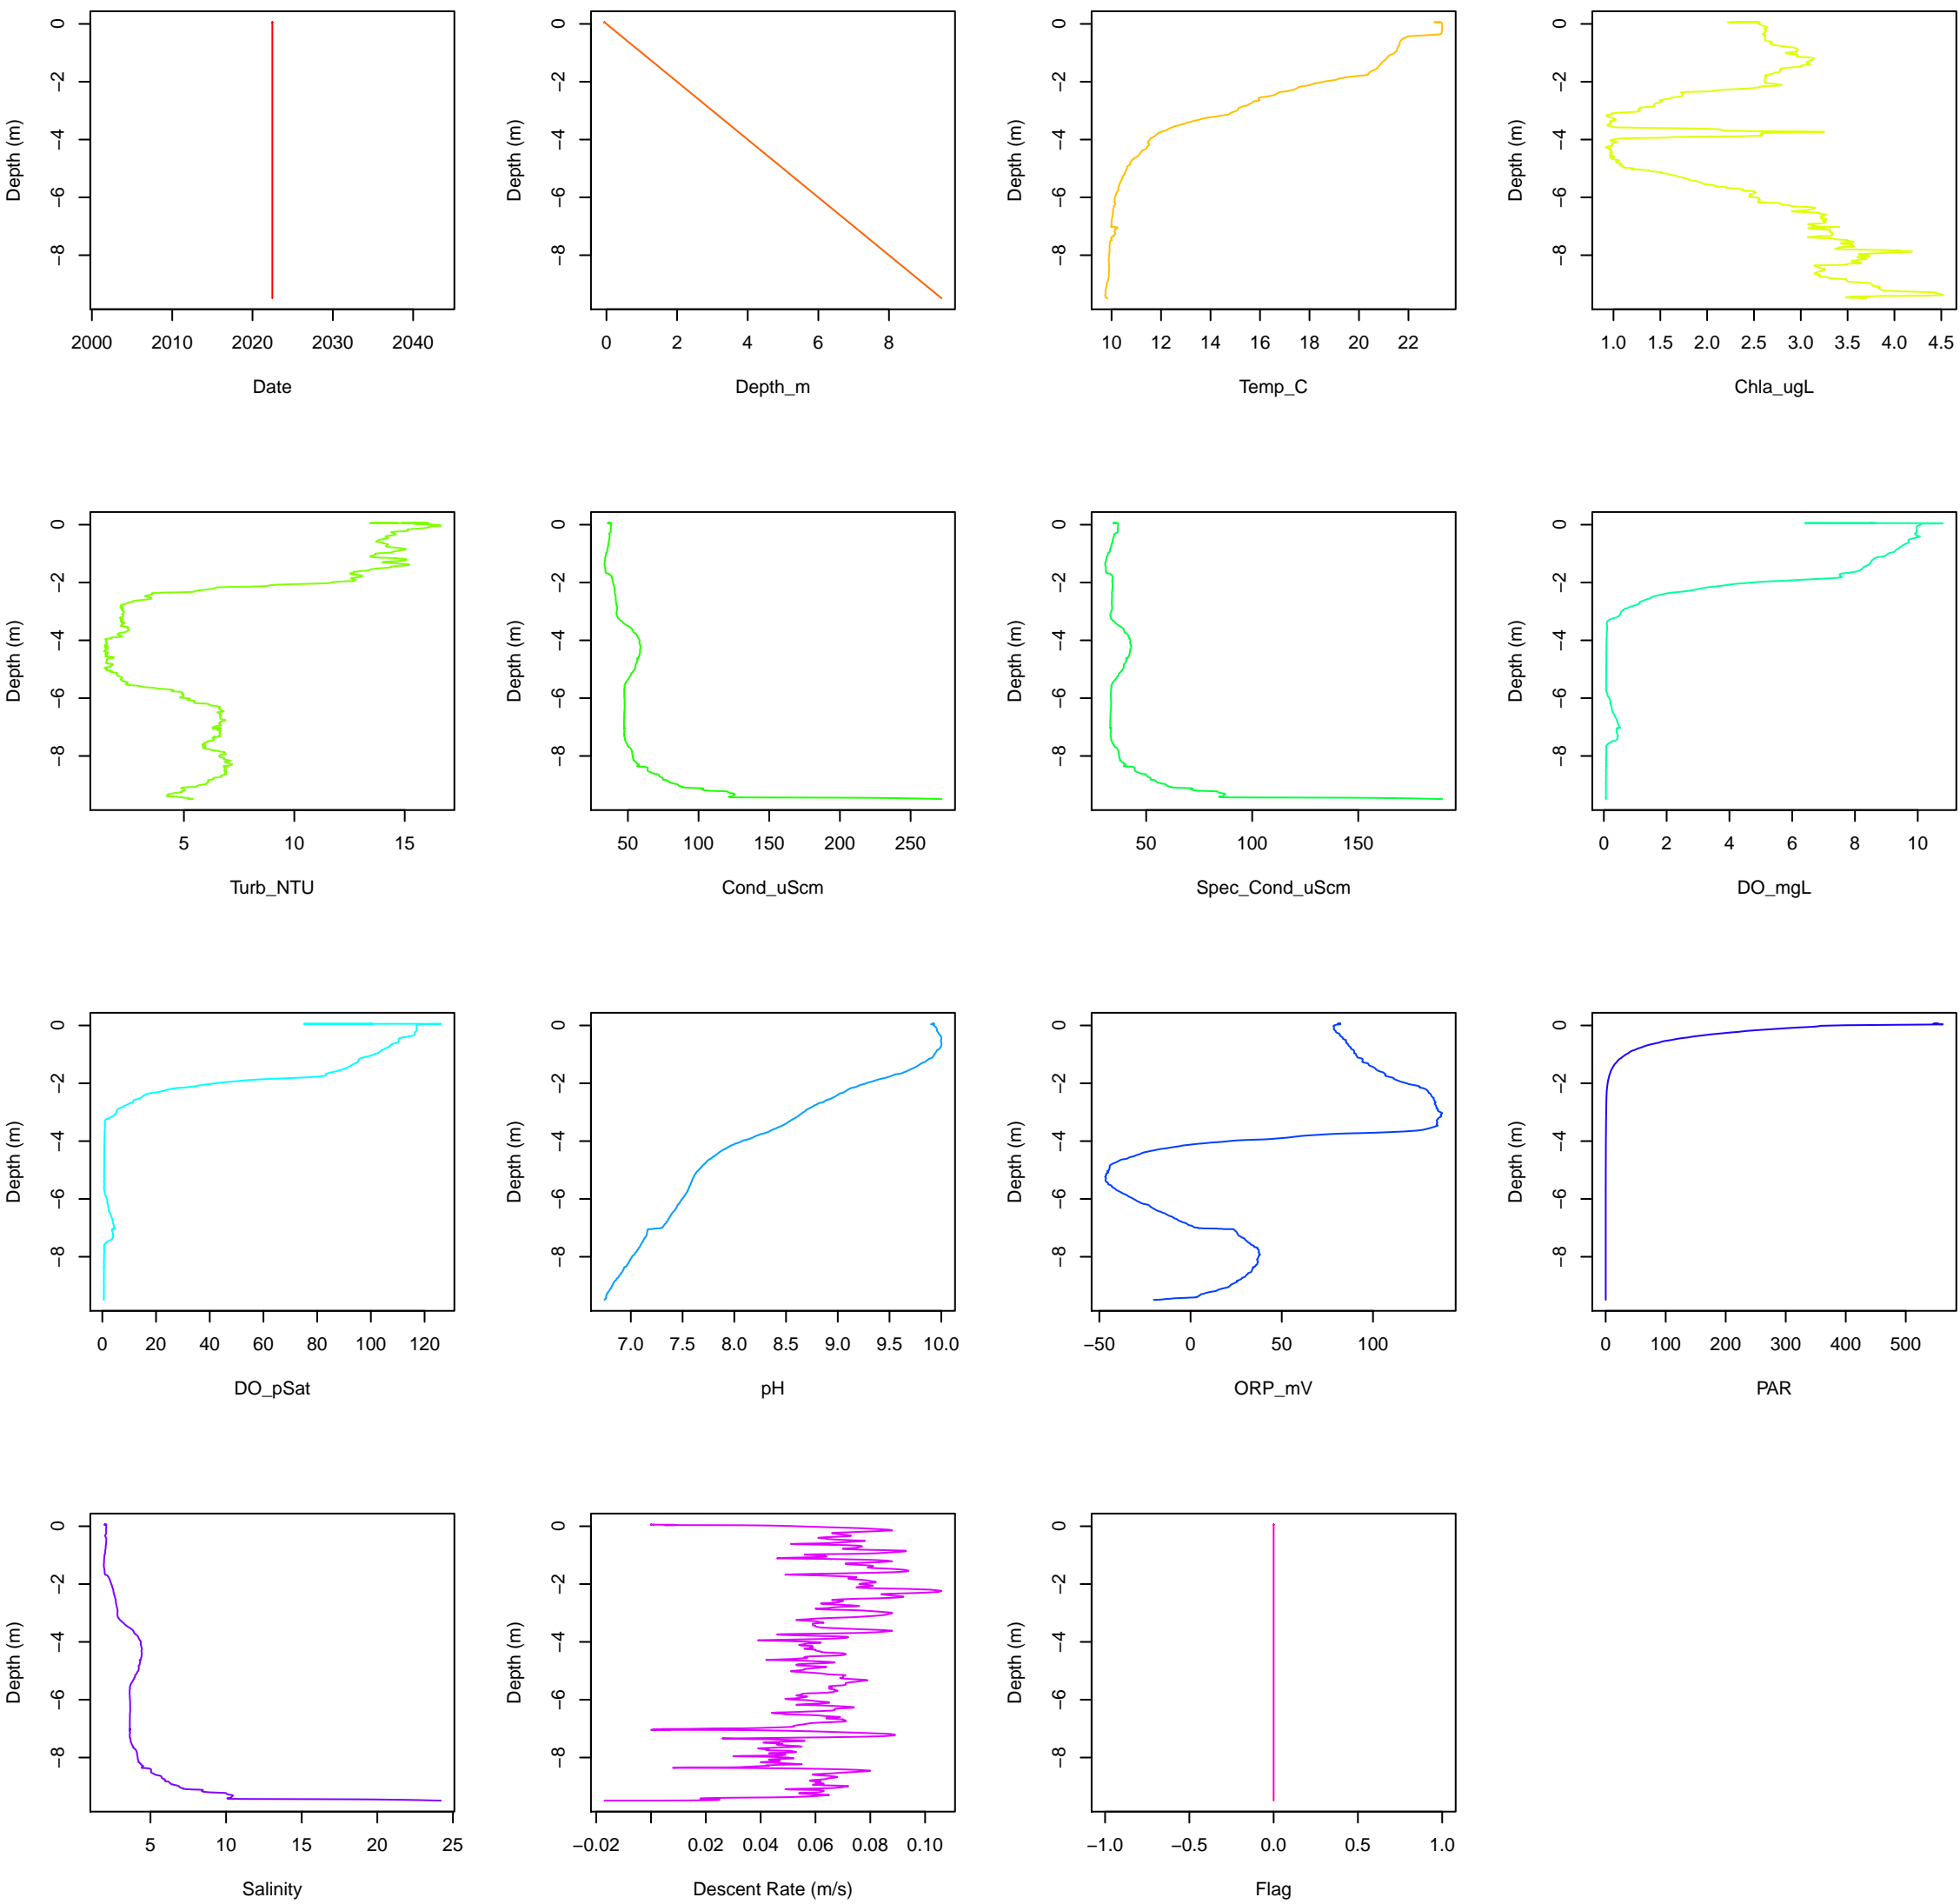 Depth (m)
0
−2
−4
−6
−8
2000 2010 2020 2030 2040
Date
Depth (m)
0
−2
−4
−6
−8
0 2 4 6 8
Depth_m
Depth (m)
0
−2
−4
−6
−8
10 12 14 16 18 20 22
Temp_C
Depth (m)
0
−2
−4
−6
−8
1.0 1.5 2.0 2.5 3.0 3.5 4.0 4.5
Chla_ugL
Depth (m)
0
−2
−4
−6
−8
5 10 15
Turb_NTU
Depth (m)
0
−2
−4
−6
−8
50 100 150 200 250
Cond_uScm
Depth (m)
0
−2
−4
−6
−8
50 100 150
Spec_Cond_uScm
Depth (m)
0
−2
−4
−6
−8
0 2 4 6 8 10
DO_mgL
Depth (m)
0
−2
−4
−6
−8
0 20 40 60 80 100 120
DO_pSat
Depth (m)
0
−2
−4
−6
−8
7.0 7.5 8.0 8.5 9.0 9.5 10.0
pH
Depth (m)
0
−2
−4
−6
−8
−50 0 50 100
ORP_mV
Depth (m)
0
−2
−4
−6
−8
0 100 200 300 400 500
PAR
Depth (m)
0
−2
−4
−6
−8
5 10 15 20 25
Salinity
Depth (m)
0
−2
−4
−6
−8
−0.02 0.02 0.04 0.06 0.08 0.10
Descent Rate (m/s)
Depth (m)
0
−2
−4
−6
−8
−1.0 −0.5 0.0 0.5 1.0
Flag